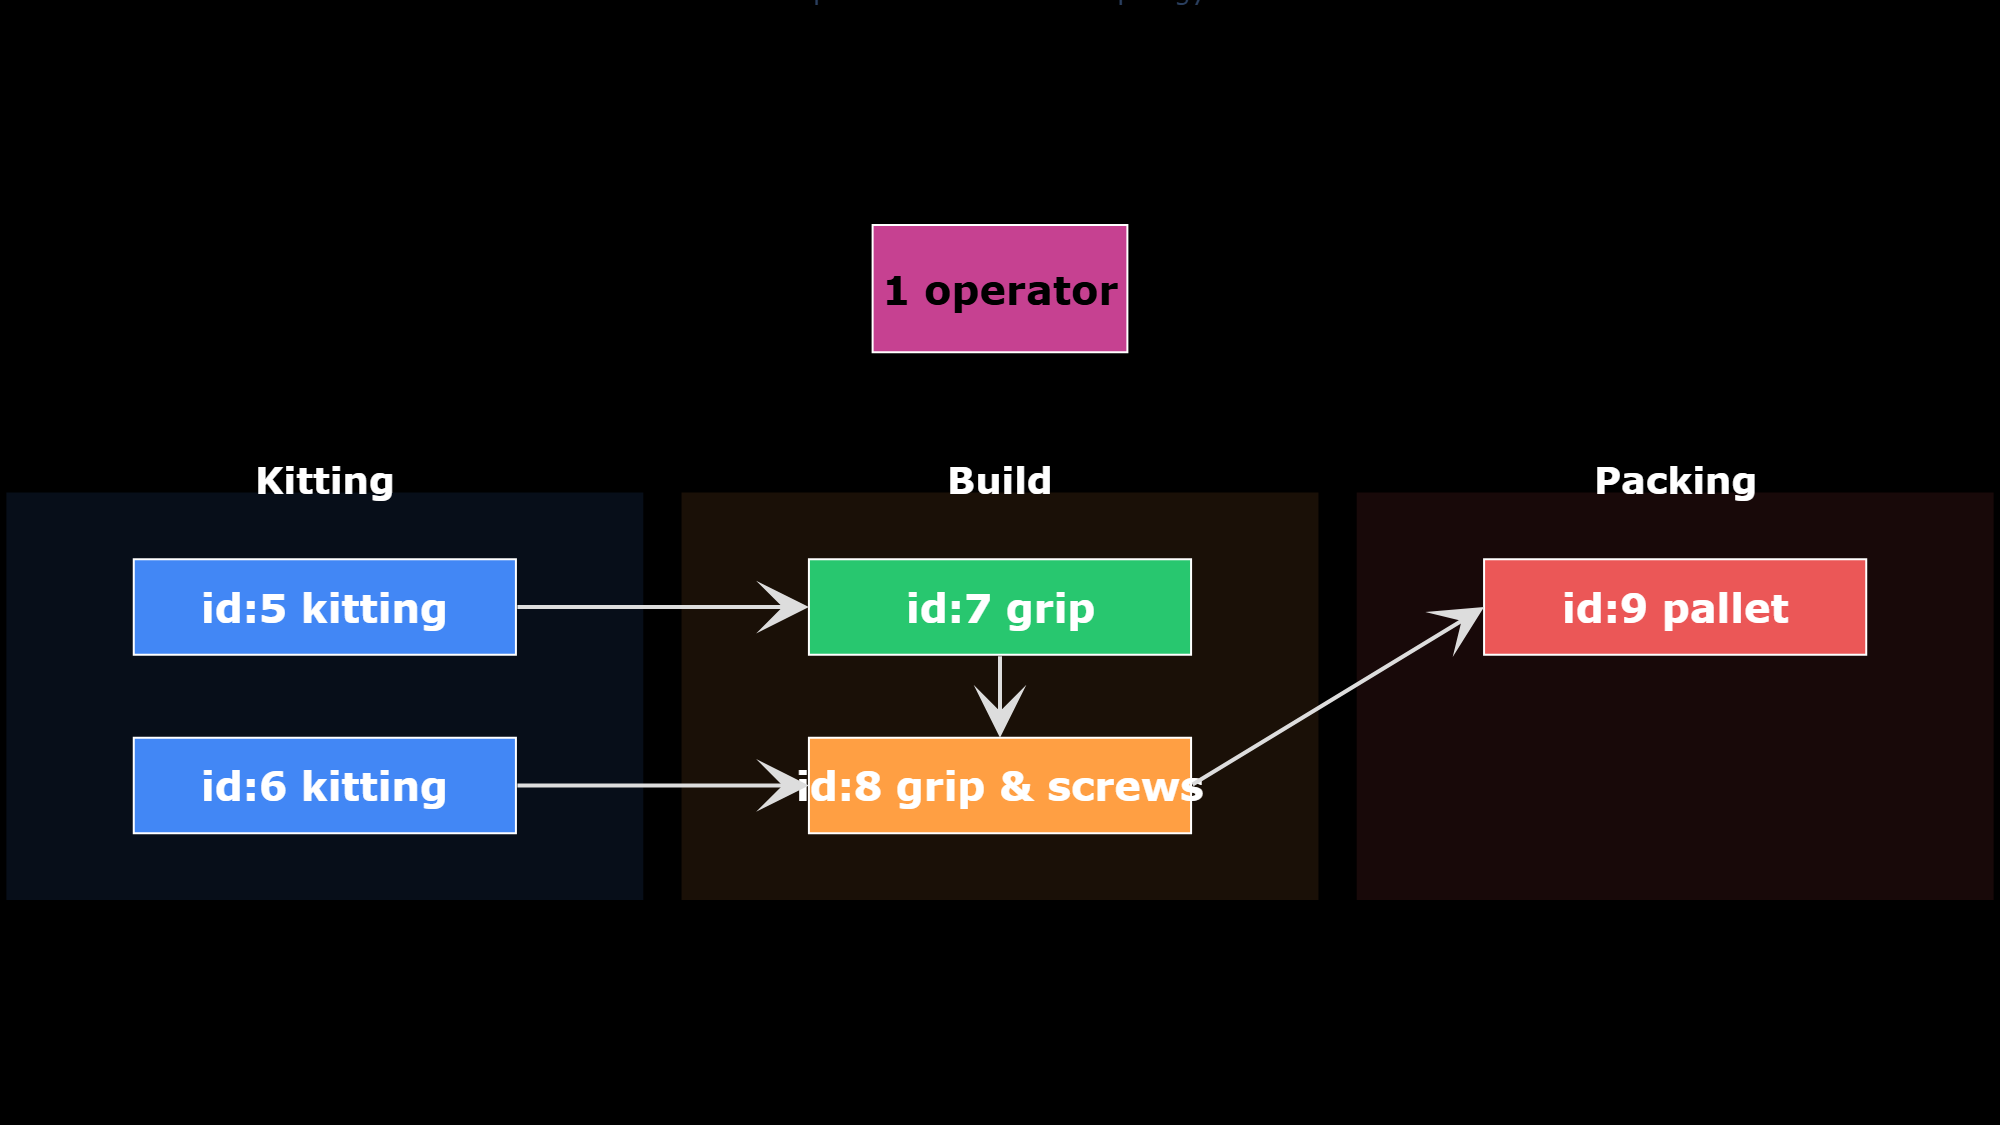 1 operator
Kitting
Build
Packing
id:5 kitting
id:7 grip
id:9 pallet
id:6 kitting
id:8 grip & screws